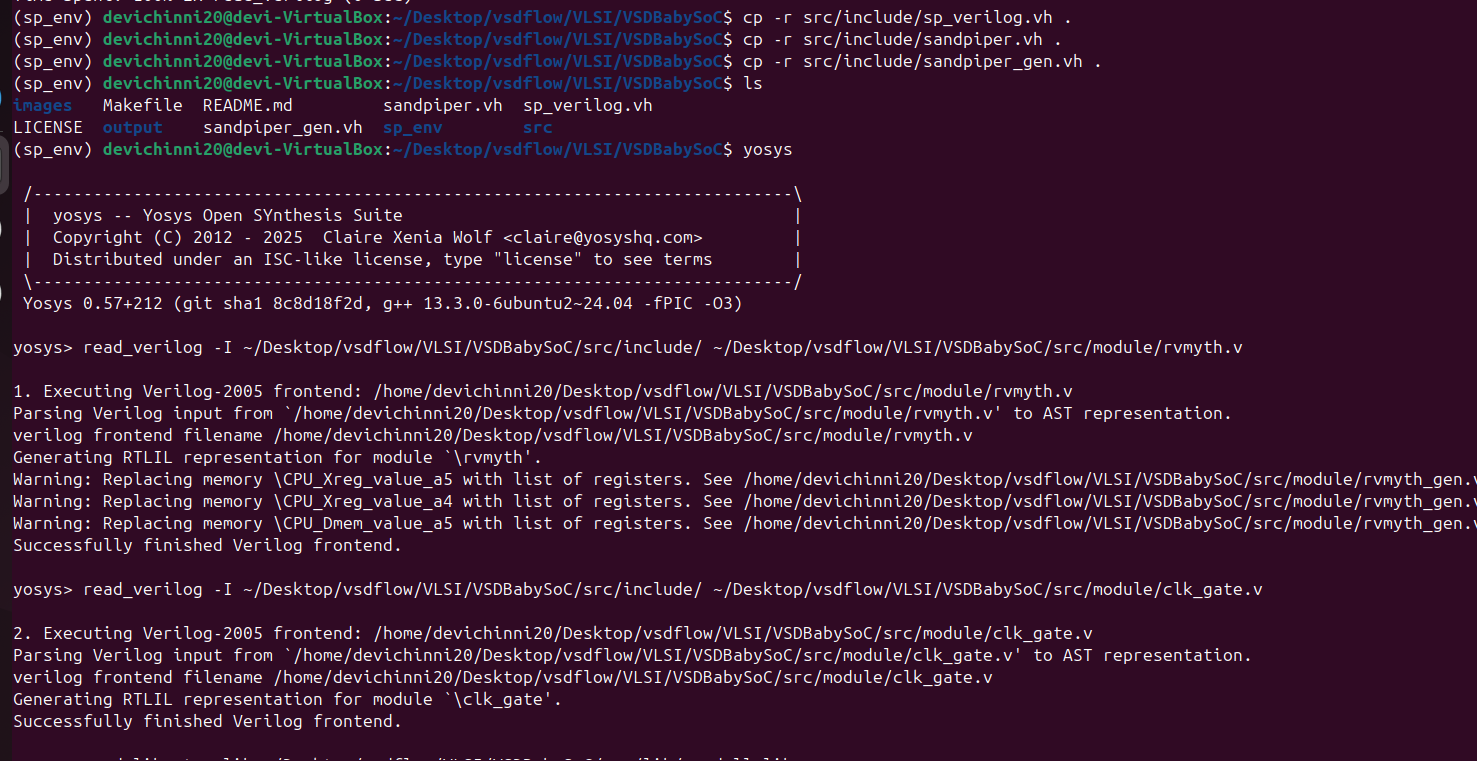 (sp_env) devichinni20@devi-VirtualBox:~/Desktop/vsdflow/VLSI/VSDBabySoC$ cp -r src/include/sp_verilog.vh .
(sp_env) devichinni20@devi-VirtualBox:~/Desktop/vsdflow/VLSI/VSDBabySoC$ cp -r src/include/sandpiper.vh .
(sp_env) devichinni20@devi-VirtualBox:~/Desktop/vsdflow/VLSI/VSDBabySoC$ cp -r src/include/sandpiper_gen.vh .
(sp_env) devichinni20@devi-VirtualBox:~/Desktop/vsdflow/VLSI/VSDBabySoC$ ls
images   Makefile  README.md         sandpiper.vh  sp_verilog.vh
LICENSE  output    sandpiper_gen.vh  sp_env        src
(sp_env) devichinni20@devi-VirtualBox:~/Desktop/vsdflow/VLSI/VSDBabySoC$ yosys
/----------------------------------------------------------------------------\
|  yosys -- Yosys Open SYnthesis Suite                                       |
|  Copyright (C) 2012 - 2025  Claire Xenia Wolf <claire@yosyshq.com>         |
|  Distributed under an ISC-like license, type "license" to see terms        |
\----------------------------------------------------------------------------/
Yosys 0.57+212 (git sha1 8c8d18f2d, g++ 13.3.0-6ubuntu2~24.04 -fPIC -O3)
yosys> read_verilog -I ~/Desktop/vsdflow/VLSI/VSDBabySoC/src/include/ ~/Desktop/vsdflow/VLSI/VSDBabySoC/src/module/rvmyth.v
1. Executing Verilog-2005 frontend: /home/devichinni20/Desktop/vsdflow/VLSI/VSDBabySoC/src/module/rvmyth.v
Parsing Verilog input from `/home/devichinni20/Desktop/vsdflow/VLSI/VSDBabySoC/src/module/rvmyth.v' to AST representation.
verilog frontend filename /home/devichinni20/Desktop/vsdflow/VLSI/VSDBabySoC/src/module/rvmyth.v
Generating RTLIL representation for module `\rvmyth'.
Warning: Replacing memory \CPU_Xreg_value_a5 with list of registers. See /home/devichinni20/Desktop/vsdflow/VLSI/VSDBabySoC/src/module/rvmyth_gen.v
Warning: Replacing memory \CPU_Xreg_value_a4 with list of registers. See /home/devichinni20/Desktop/vsdflow/VLSI/VSDBabySoC/src/module/rvmyth_gen.v
Warning: Replacing memory \CPU_Dmem_value_a5 with list of registers. See /home/devichinni20/Desktop/vsdflow/VLSI/VSDBabySoC/src/module/rvmyth_gen.v
Successfully finished Verilog frontend.
yosys> read_verilog -I ~/Desktop/vsdflow/VLSI/VSDBabySoC/src/include/ ~/Desktop/vsdflow/VLSI/VSDBabySoC/src/module/clk_gate.v
2. Executing Verilog-2005 frontend: /home/devichinni20/Desktop/vsdflow/VLSI/VSDBabySoC/src/module/clk_gate.v
Parsing Verilog input from `/home/devichinni20/Desktop/vsdflow/VLSI/VSDBabySoC/src/module/clk_gate.v' to AST representation.
verilog frontend filename /home/devichinni20/Desktop/vsdflow/VLSI/VSDBabySoC/src/module/clk_gate.v
Generating RTLIL representation for module `\clk_gate'.
Successfully finished Verilog frontend.